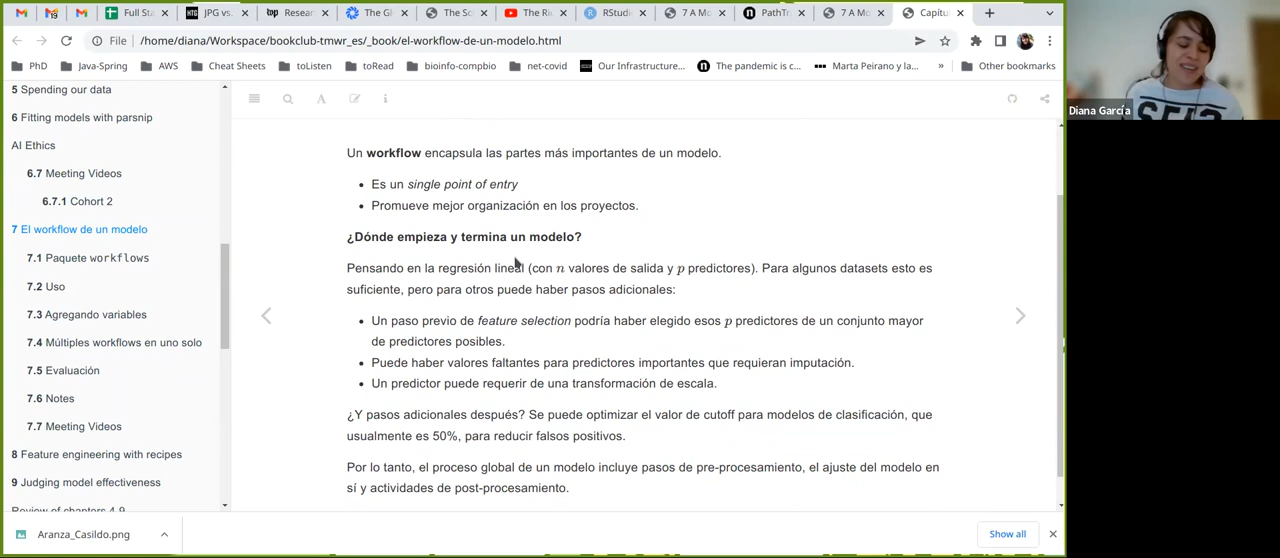 Full Sta
JPG vs.
Resear
The Gl
The So
The Ri
RStudi
7 A Mo
PathTr
7 A Mo
Capítu
File
/home/diana/Workspace/bookclub-tmwr_es/_book/el-workflow-de-un-modelo.html
PhD
Java-Spring
AWS
Cheat Sheets
toListen
toRead
bioinfo-compbio
net-covid
Our Infrastructure...
The pandemic is c...
Marta Peirano y la...
»
Other bookmarks
Diana García
5 Spending our data
6 Fitting models with parsnip
AI Ethics
6.7 Meeting Videos
6.7.1 Cohort 2
7 El workflow de un modelo
7.1 Paquete workflows
7.2 Uso
7.3 Agregando variables
7.4 Múltiples workflows en uno solo
7.5 Evaluación
7.6 Notes
7.7 Meeting Videos
8 Feature engineering with recipes
9 Judging model effectiveness
Review of chapters 4-9
Un workflow encapsula las partes más importantes de un modelo.
• Es un single point of entry
• Promueve mejor organización en los proyectos.
¿Dónde empieza y termina un modelo?
Pensando en la regresión lineal (con n valores de salida y p predictores). Para algunos datasets esto es
suficiente, pero para otros puede haber pasos adicionales:
• Un paso previo de feature selection podría haber elegido esos p predictores de un conjunto mayor
de predictores posibles.
• Puede haber valores faltantes para predictores importantes que requieran imputación.
• Un predictor puede requerir de una transformación de escala.
¿Y pasos adicionales después? Se puede optimizar el valor de cutoff para modelos de clasificación, que
usualmente es 50%, para reducir falsos positivos.
Por lo tanto, el proceso global de un modelo incluye pasos de pre-procesamiento, el ajuste del modelo en
sí y actividades de post-procesamiento.
Aranza_Casildo.png
Show all